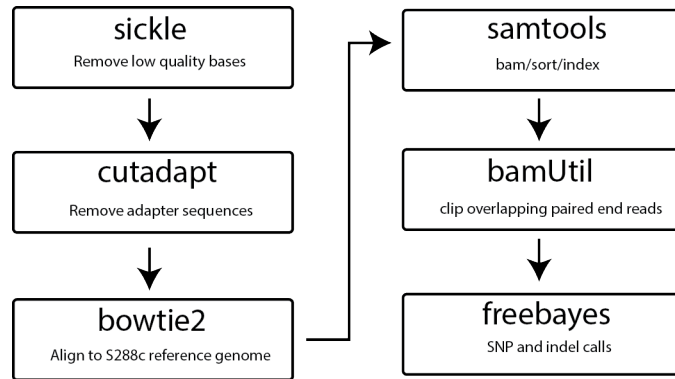 sickle
Remove low quality bases
cutadapt
Remove adapter sequences
bowtie2
Align to S288c reference genome
samtools
bam/sort/index
bamUtil
clip overlapping paired end reads
freebayes
SNP and indel calls